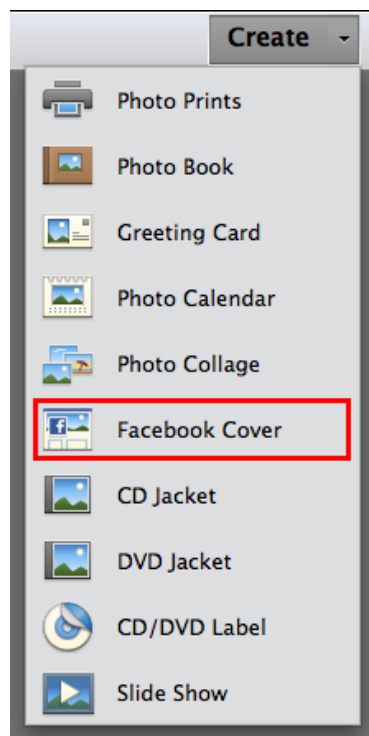 Create
Photo Prints
Photo Book
Greeting Card
Photo Calendar
Photo Collage
Facebook Cover
CD Jacket
DVD Jacket
CD/DVD Label
Slide Show